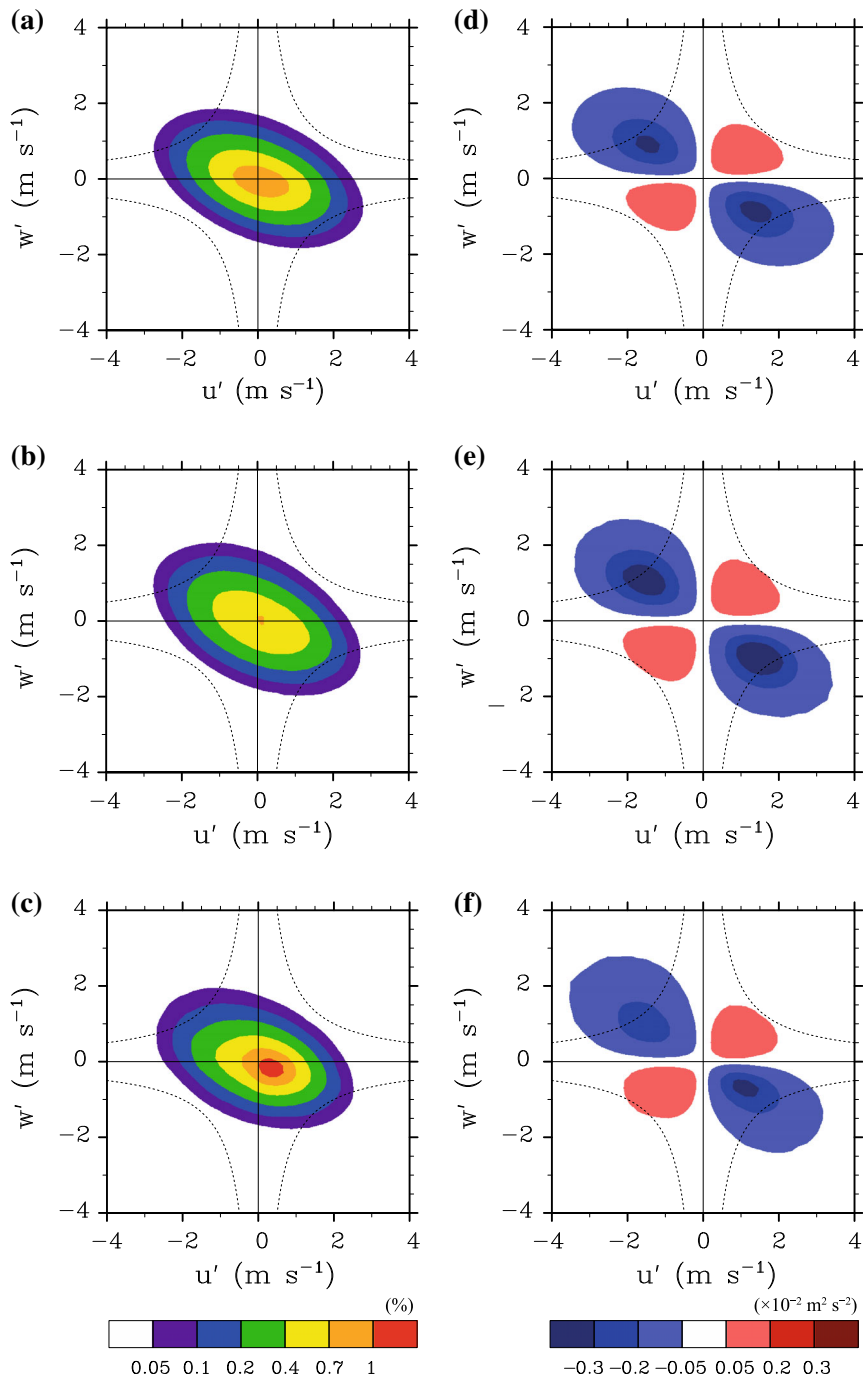 (a)
4
2
0
−2
−4
w′ (m s⁻¹)
−4 −2 0 2 4
u′ (m s⁻¹)
(d)
4
2
0
−2
−4
w′ (m s⁻¹)
−4 −2 0 2 4
u′ (m s⁻¹)
(b)
4
2
0
−2
−4
w′ (m s⁻¹)
−4 −2 0 2 4
u′ (m s⁻¹)
(e)
4
2
0
−2
−4
w′ (m s⁻¹)
−4 −2 0 2 4
u′ (m s⁻¹)
(c)
4
2
0
−2
−4
w′ (m s⁻¹)
−4 −2 0 2 4
u′ (m s⁻¹)
(f)
4
2
0
−2
−4
w′ (m s⁻¹)
−4 −2 0 2 4
u′ (m s⁻¹)
(%)
0.05 0.1 0.2 0.4 0.7 1
(×10⁻² m² s⁻²)
−0.3 −0.2 −0.05 0.05 0.2 0.3